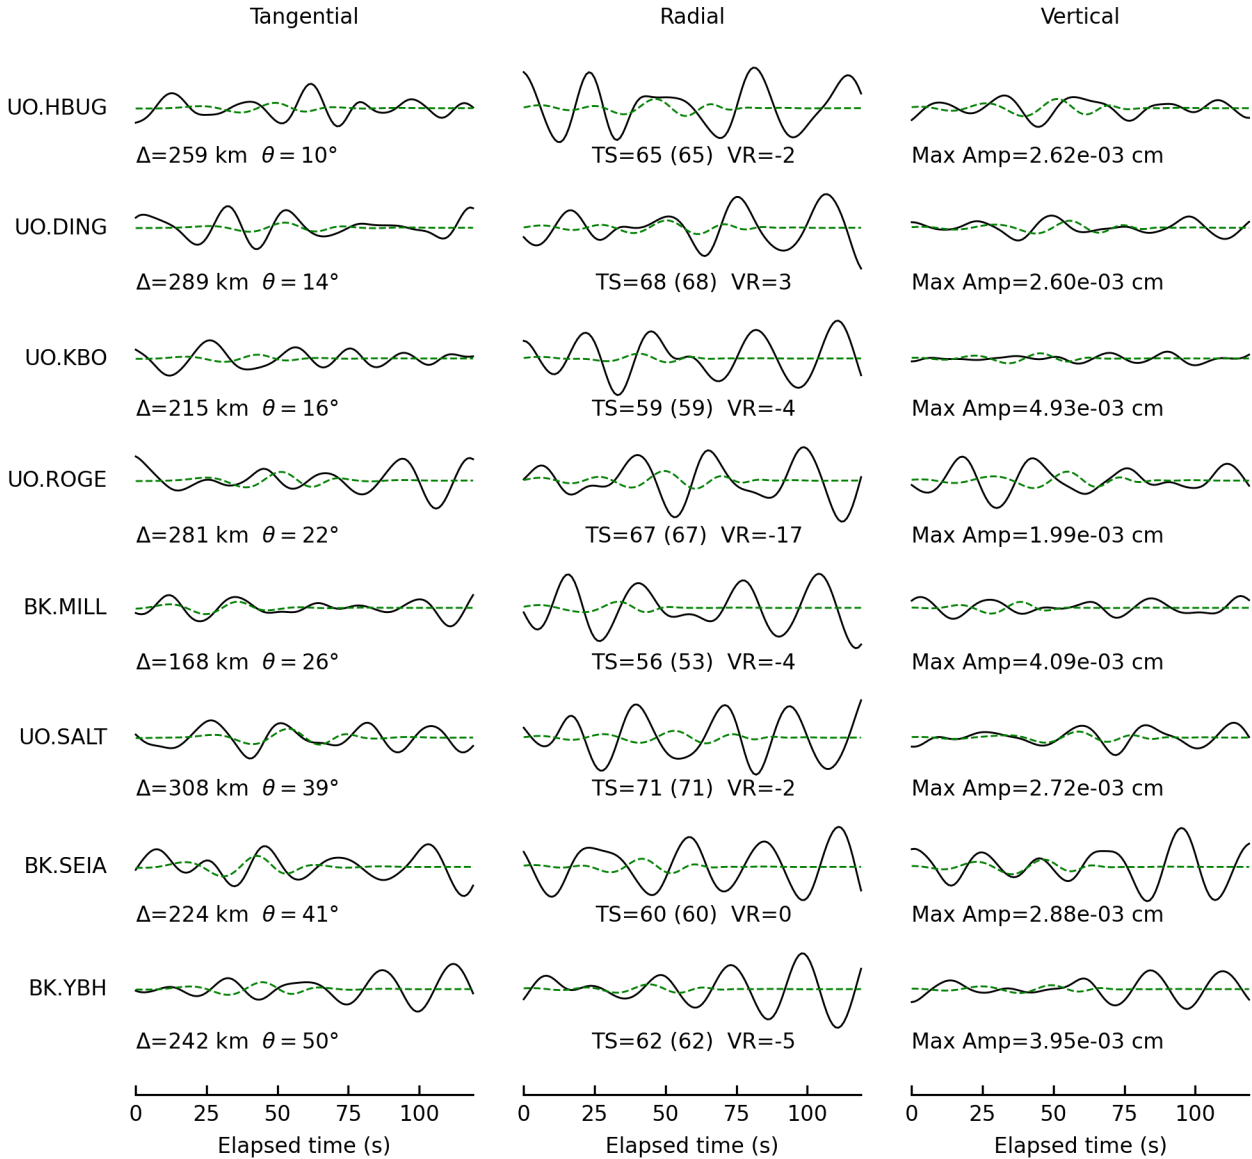 Tangential Radial Vertical
UO.HBUG
Δ=259 km θ = 10° TS=65 (65) VR=-2 Max Amp=2.62e-03 cm
UO.DING
Δ=289 km θ = 14° TS=68 (68) VR=3 Max Amp=2.60e-03 cm
UO.KBO
Δ=215 km θ = 16° TS=59 (59) VR=-4 Max Amp=4.93e-03 cm
UO.ROGE
Δ=281 km θ = 22° TS=67 (67) VR=-17 Max Amp=1.99e-03 cm
BK.MILL
Δ=168 km θ = 26° TS=56 (53) VR=-4 Max Amp=4.09e-03 cm
UO.SALT
Δ=308 km θ = 39° TS=71 (71) VR=-2 Max Amp=2.72e-03 cm
BK.SEIA
Δ=224 km θ = 41° TS=60 (60) VR=0 Max Amp=2.88e-03 cm
BK.YBH
Δ=242 km θ = 50° TS=62 (62) VR=-5 Max Amp=3.95e-03 cm
0 25 50 75 100 0 25 50 75 100 0 25 50 75 100
Elapsed time (s) Elapsed time (s) Elapsed time (s)